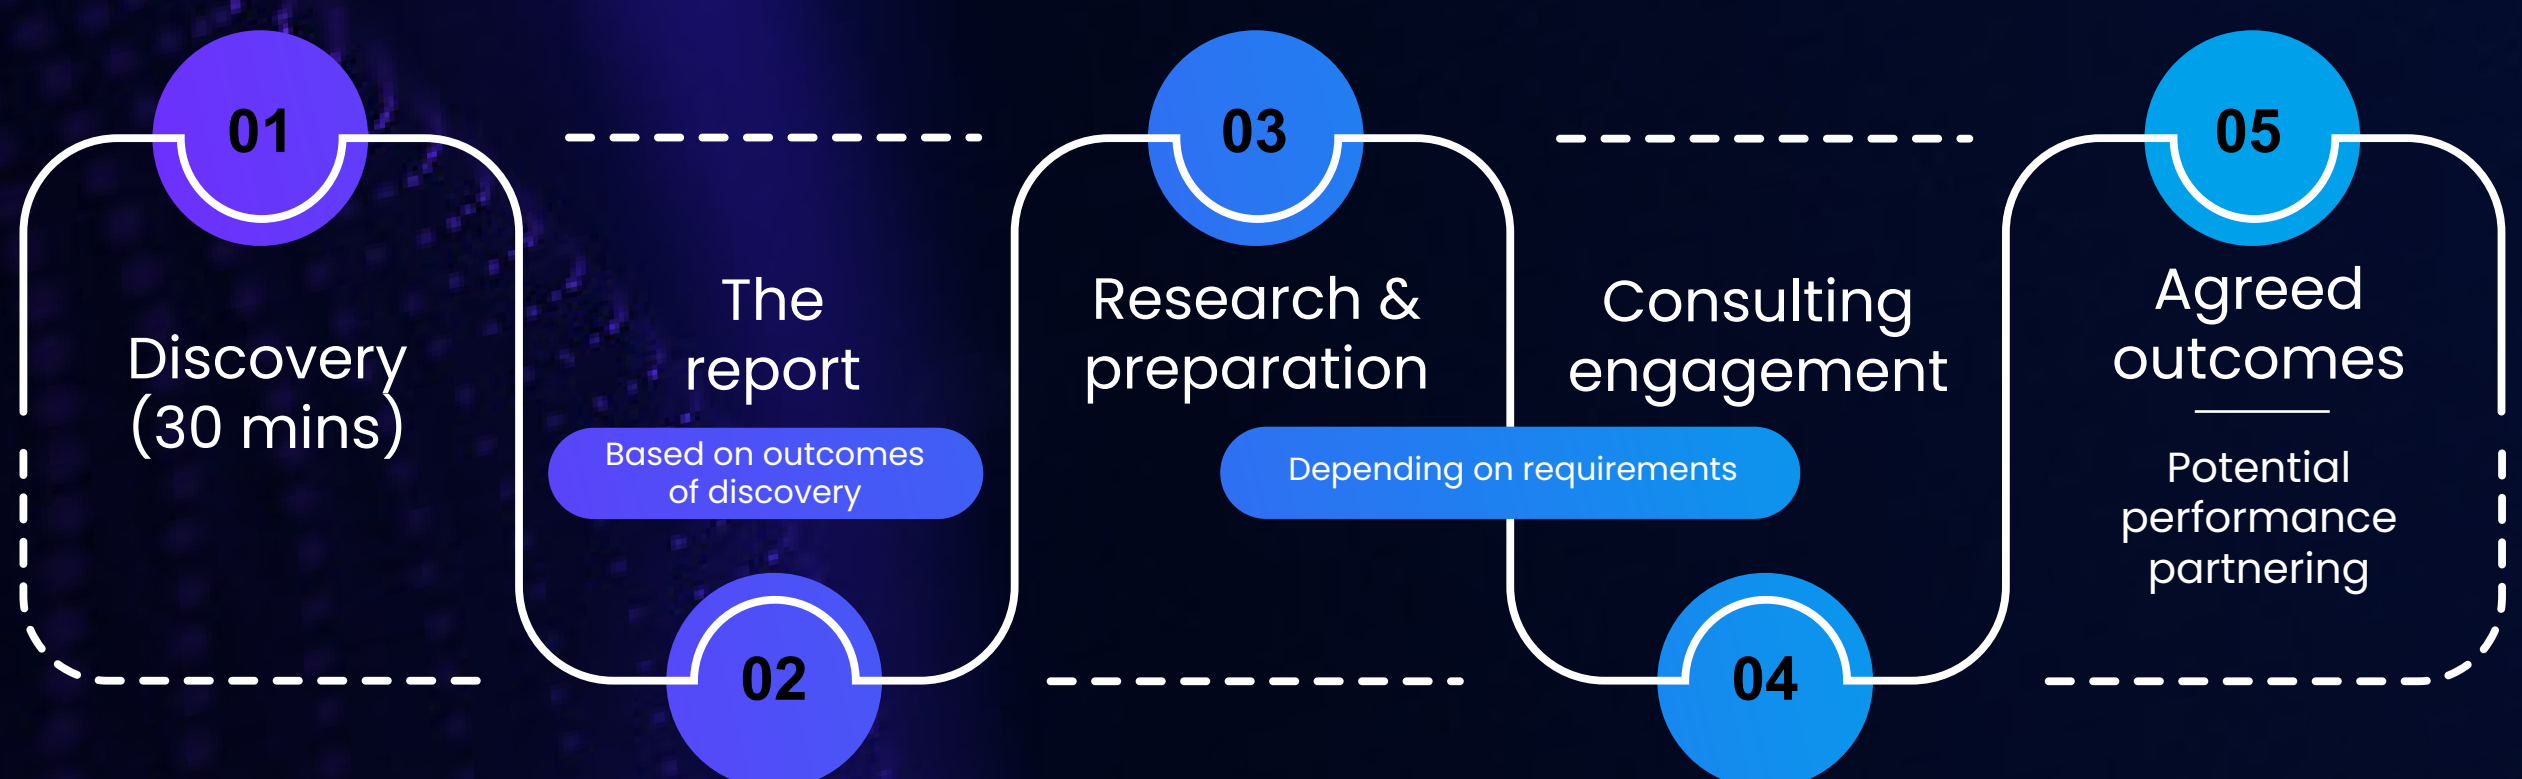 01
Discovery
(30 mins)
The
report
Based on outcomes
of discovery
02
03
Research &
preparation
Depending on requirements
Consulting
engagement
04
05
Agreed
outcomes
Potential
performance
partnering